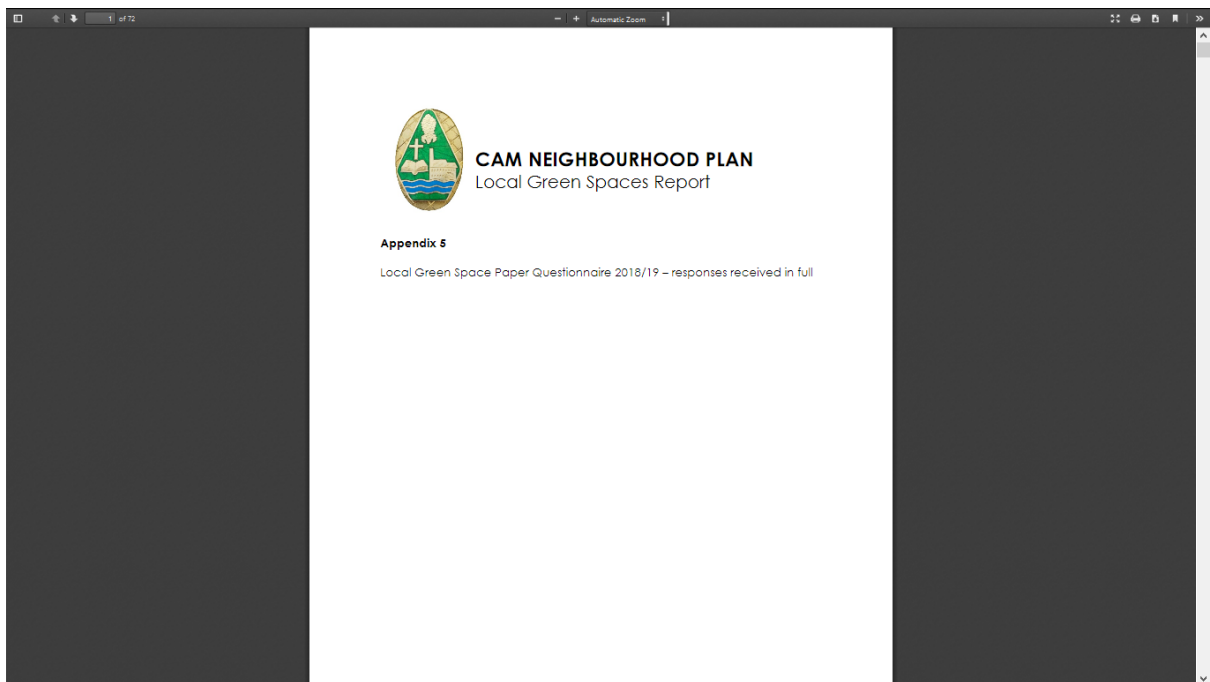 1 of 72
Automatic Zoom
CAM NEIGHBOURHOOD PLAN
Local Green Spaces Report
Appendix 5
Local Green Space Paper Questionnaire 2018/19 – responses received in full